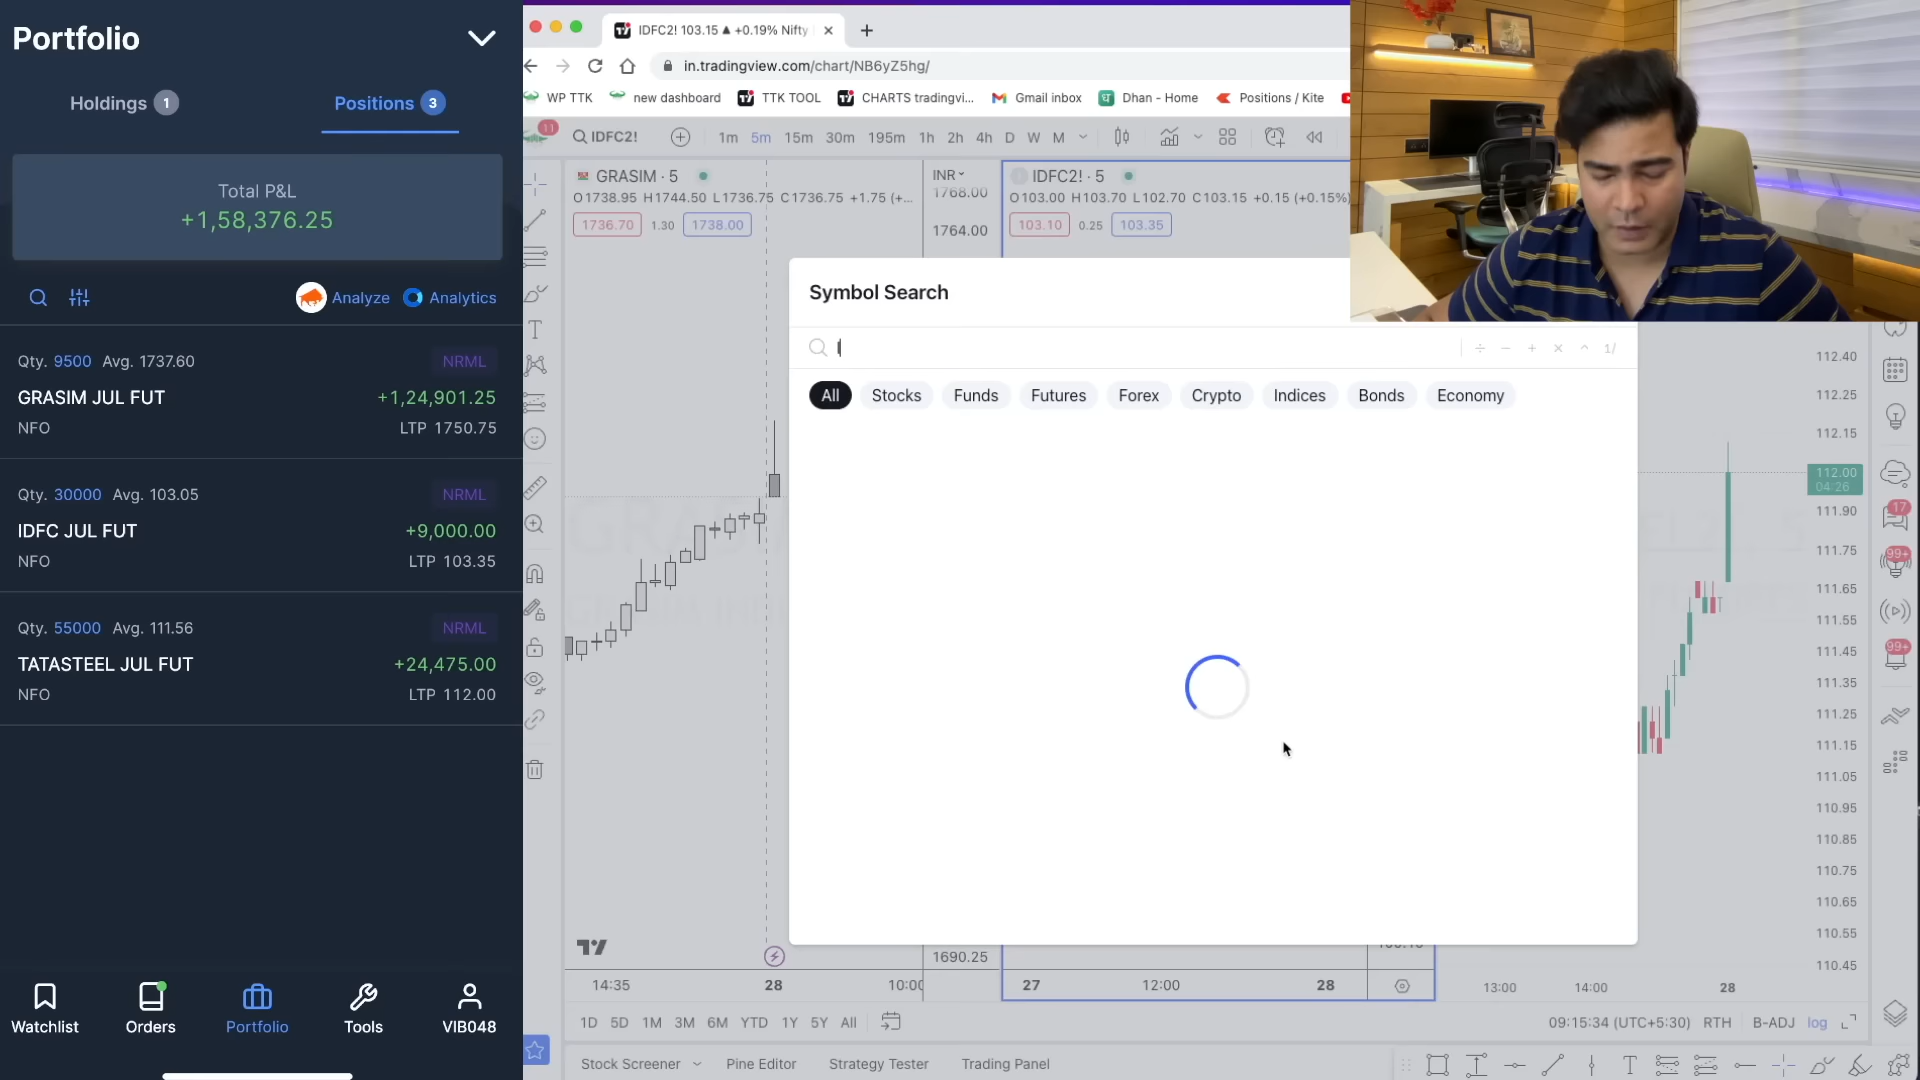 Portfolio
Holdings 1
Positions 3
Total P&L
+1,58,376.25
Analyze
Analytics
Qty. 9500 Avg. 1737.60 NRML
GRASIM JUL FUT +1,24,901.25
NFO LTP 1750.75
Qty. 30000 Avg. 103.05 NRML
IDFC JUL FUT +9,000.00
NFO LTP 103.35
Qty. 55000 Avg. 111.56 NRML
TATASTEEL JUL FUT +24,475.00
NFO LTP 112.00
Watchlist Orders Portfolio Tools VIB048
IDFC2! 103.15 ▲ +0.19% Nifty
in.tradingview.com/chart/NB6yZ5hg/
WP TTK new dashboard TTK TOOL CHARTS tradingvi... Gmail inbox Dhan - Home Positions / Kite
11 IDFC2! 1m 5m 15m 30m 195m 1h 2h 4h D W M
GRASIM · 5
O1738.95 H1744.50 L1736.75 C1736.75 +1.75 (+...
1736.70 1.30 1738.00
INR
1768.00
1764.00
IDFC2! · 5
O103.00 H103.70 L102.70 C103.15 +0.15 (+0.15%)
103.10 0.25 103.35
Symbol Search
÷ − + × ^ 1/
All Stocks Funds Futures Forex Crypto Indices Bonds Economy
112.40
112.25
112.15
112.00
04:26
111.90
111.75
111.65
111.55
111.45
111.35
111.25
111.15
111.05
110.95
110.85
110.75
110.65
110.55
110.45
17
99+
99+
1690.25
14:35 28 10:00
27 12:00 28
13:00 14:00 28
1D 5D 1M 3M 6M YTD 1Y 5Y All
09:15:34 (UTC+5:30) RTH B-ADJ log
Stock Screener Pine Editor Strategy Tester Trading Panel